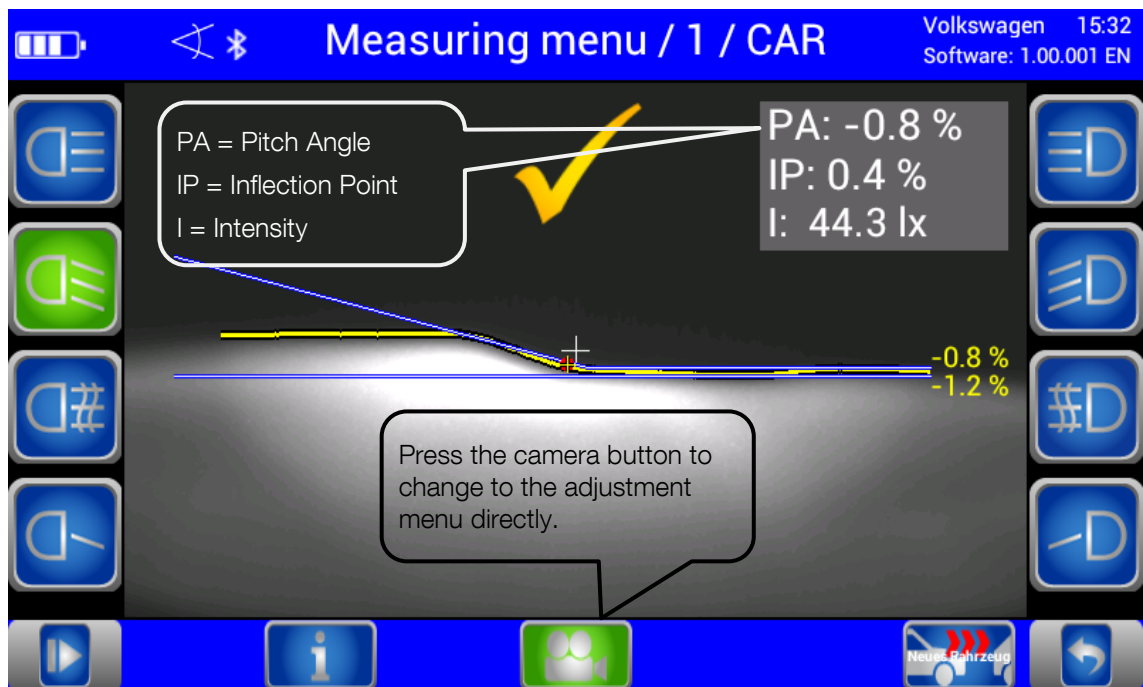 Measuring menu / 1 / CAR
Volkswagen 15:32
Software: 1.00.001 EN
PA = Pitch Angle
IP = Inflection Point
I = Intensity
PA: -0.8 %
IP: 0.4 %
I: 44.3 lx
-0.8 %
-1.2 %
Press the camera button to
change to the adjustment
menu directly.
i
Neues Fahrzeug